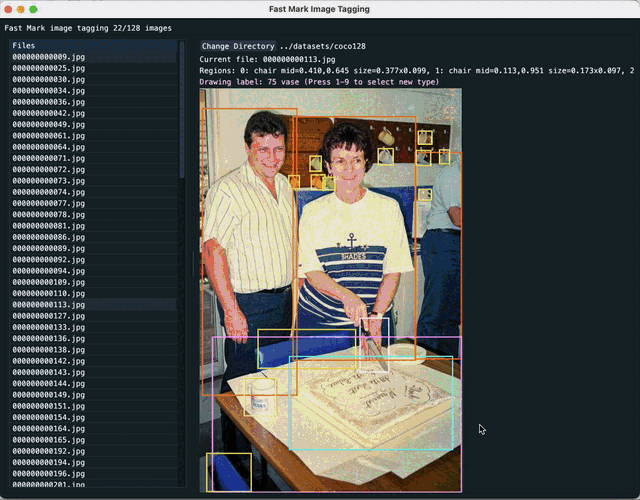 Fast Mark Image Tagging
Fast Mark image tagging 22/128 images
Files
000000000009.jpg
000000000025.jpg
000000000030.jpg
000000000034.jpg
000000000036.jpg
000000000042.jpg
000000000049.jpg
000000000061.jpg
000000000064.jpg
000000000071.jpg
000000000072.jpg
000000000073.jpg
000000000074.jpg
000000000077.jpg
000000000078.jpg
000000000081.jpg
000000000086.jpg
000000000089.jpg
000000000092.jpg
000000000094.jpg
000000000109.jpg
000000000110.jpg
000000000113.jpg
000000000127.jpg
000000000133.jpg
000000000136.jpg
000000000138.jpg
000000000142.jpg
000000000143.jpg
000000000144.jpg
000000000149.jpg
000000000151.jpg
000000000154.jpg
000000000164.jpg
000000000165.jpg
000000000192.jpg
000000000194.jpg
000000000196.jpg
000000000201.jpg
Change Directory ../datasets/coco128
Current file: 000000000113.jpg
Regions: 0: chair mid=0.410,0.645 size=0.377x0.099, 1: chair mid=0.113,0.951 size=0.173x0.097, 2
Drawing label: 75 vase (Press 1-9 to select new type)
SHADES